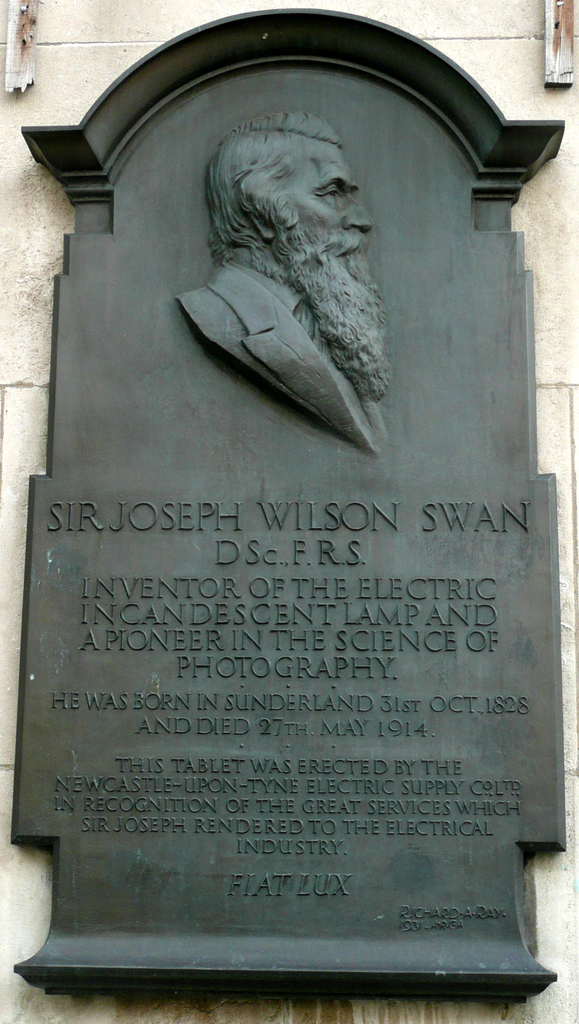 SIR JOSEPH WILSON SWAN
D.Sc., F.R.S.
INVENTOR OF THE ELECTRIC
INCANDESCENT LAMP AND
A PIONEER IN THE SCIENCE OF
PHOTOGRAPHY.
HE WAS BORN IN SUNDERLAND 31ST OCT. 1828
AND DIED 27TH. MAY 1914.
THIS TABLET WAS ERECTED BY THE
NEWCASTLE-UPON-TYNE ELECTRIC SUPPLY CO. LTD.
IN RECOGNITION OF THE GREAT SERVICES WHICH
SIR JOSEPH RENDERED TO THE ELECTRICAL
INDUSTRY.
FIAT LUX
RICHARD·A·RAY·
1931